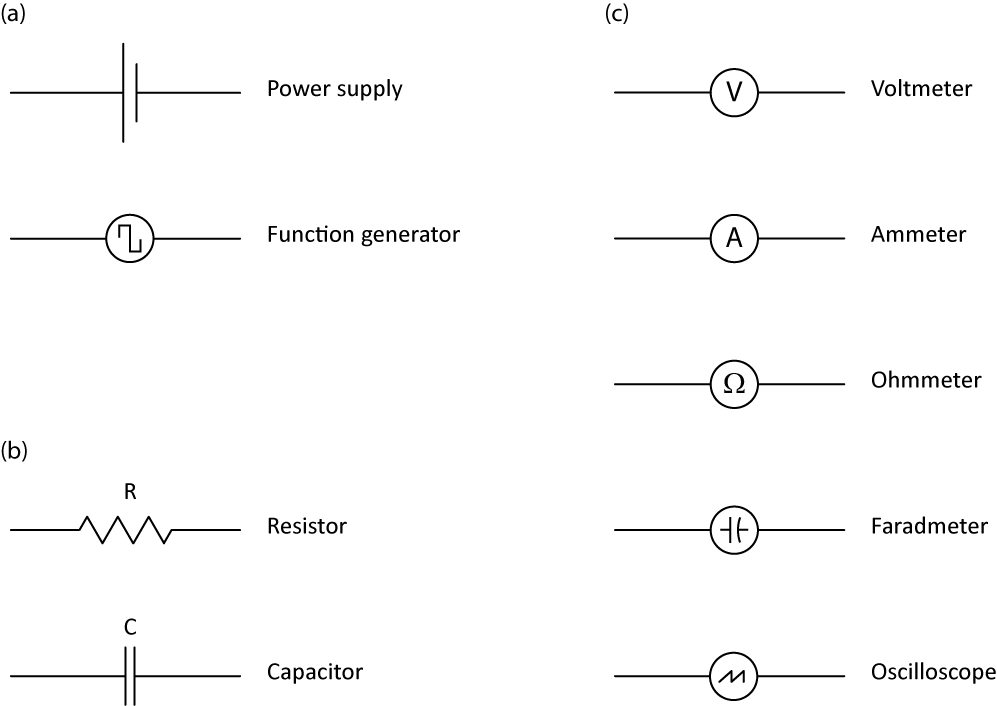 (a)
Power supply
Function generator
(b)
R
Resistor
C
Capacitor
(c)
V
Voltmeter
A
Ammeter
Ω
Ohmmeter
Faradmeter
Oscilloscope